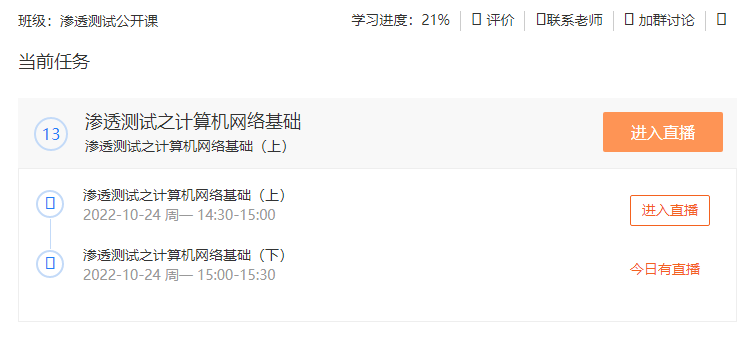 班级：渗透测试公开课
学习进度：21% 评价 联系老师 加群讨论
当前任务
13 渗透测试之计算机网络基础
渗透测试之计算机网络基础（上）
进入直播
渗透测试之计算机网络基础（上）
2022-10-24 周一 14:30-15:00
进入直播
渗透测试之计算机网络基础（下）
2022-10-24 周一 15:00-15:30
今日有直播